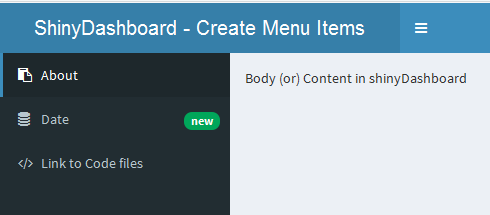 ShinyDashboard - Create Menu Items
About
Body (or) Content in shinyDashboard
Date
new
Link to Code files